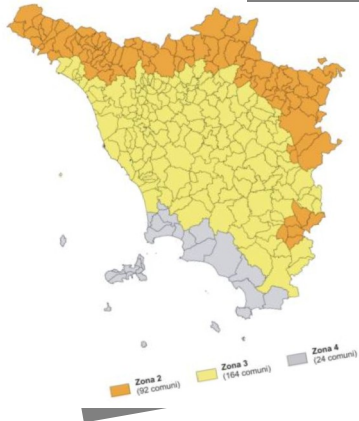 Zona 2
(92 comuni)
Zona 3
(164 comuni)
Zona 4
(24 comuni)